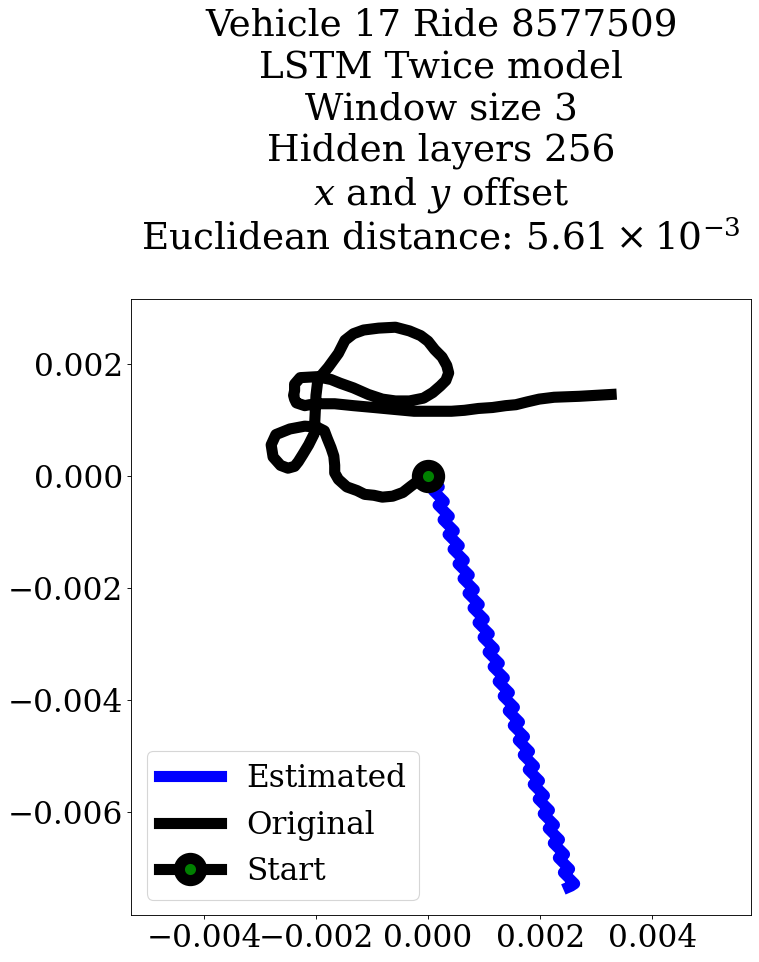 Vehicle 17 Ride 8577509
LSTM Twice model
Window size 3
Hidden layers 256
x and y offset
Euclidean distance: 5.61 × 10⁻³
0.002
0.000
−0.002
−0.004
−0.006
Estimated
Original
Start
−0.004 −0.002 0.000 0.002 0.004